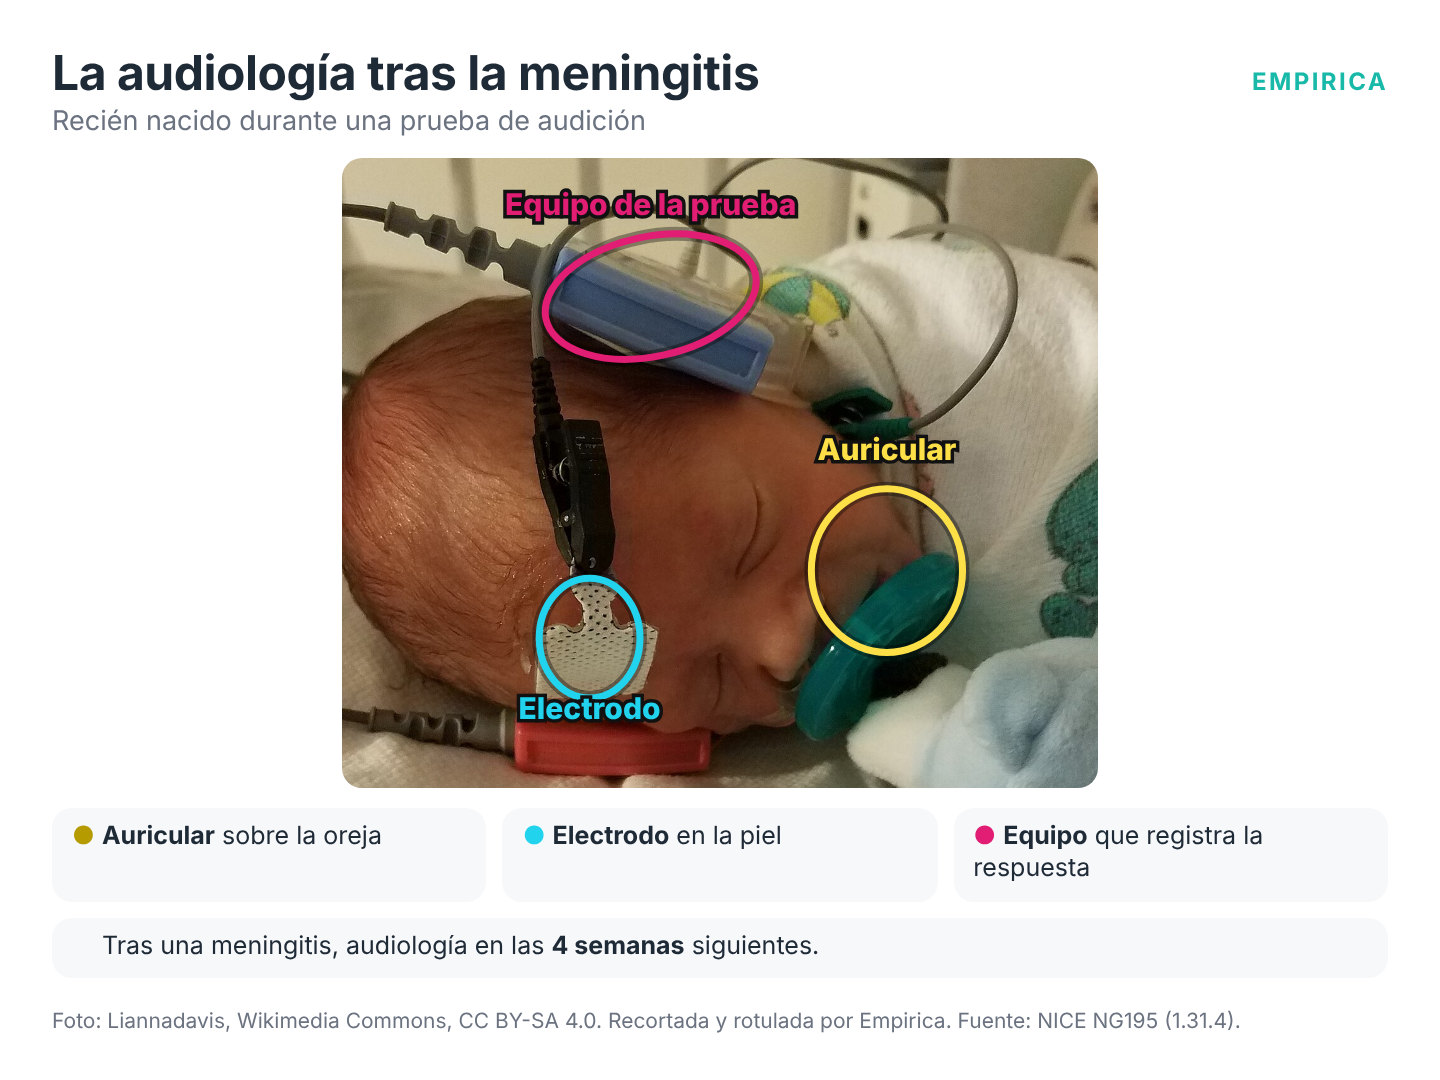 La audiología tras la meningitis
EMPIRICA
Recién nacido durante una prueba de audición
Equipo de la prueba
Auricular
Electrodo
Auricular sobre la oreja
Electrodo en la piel
Equipo que registra la
respuesta
Tras una meningitis, audiología en las 4 semanas siguientes.
Foto: Liannadavis, Wikimedia Commons, CC BY-SA 4.0. Recortada y rotulada por Empirica. Fuente: NICE NG195 (1.31.4).